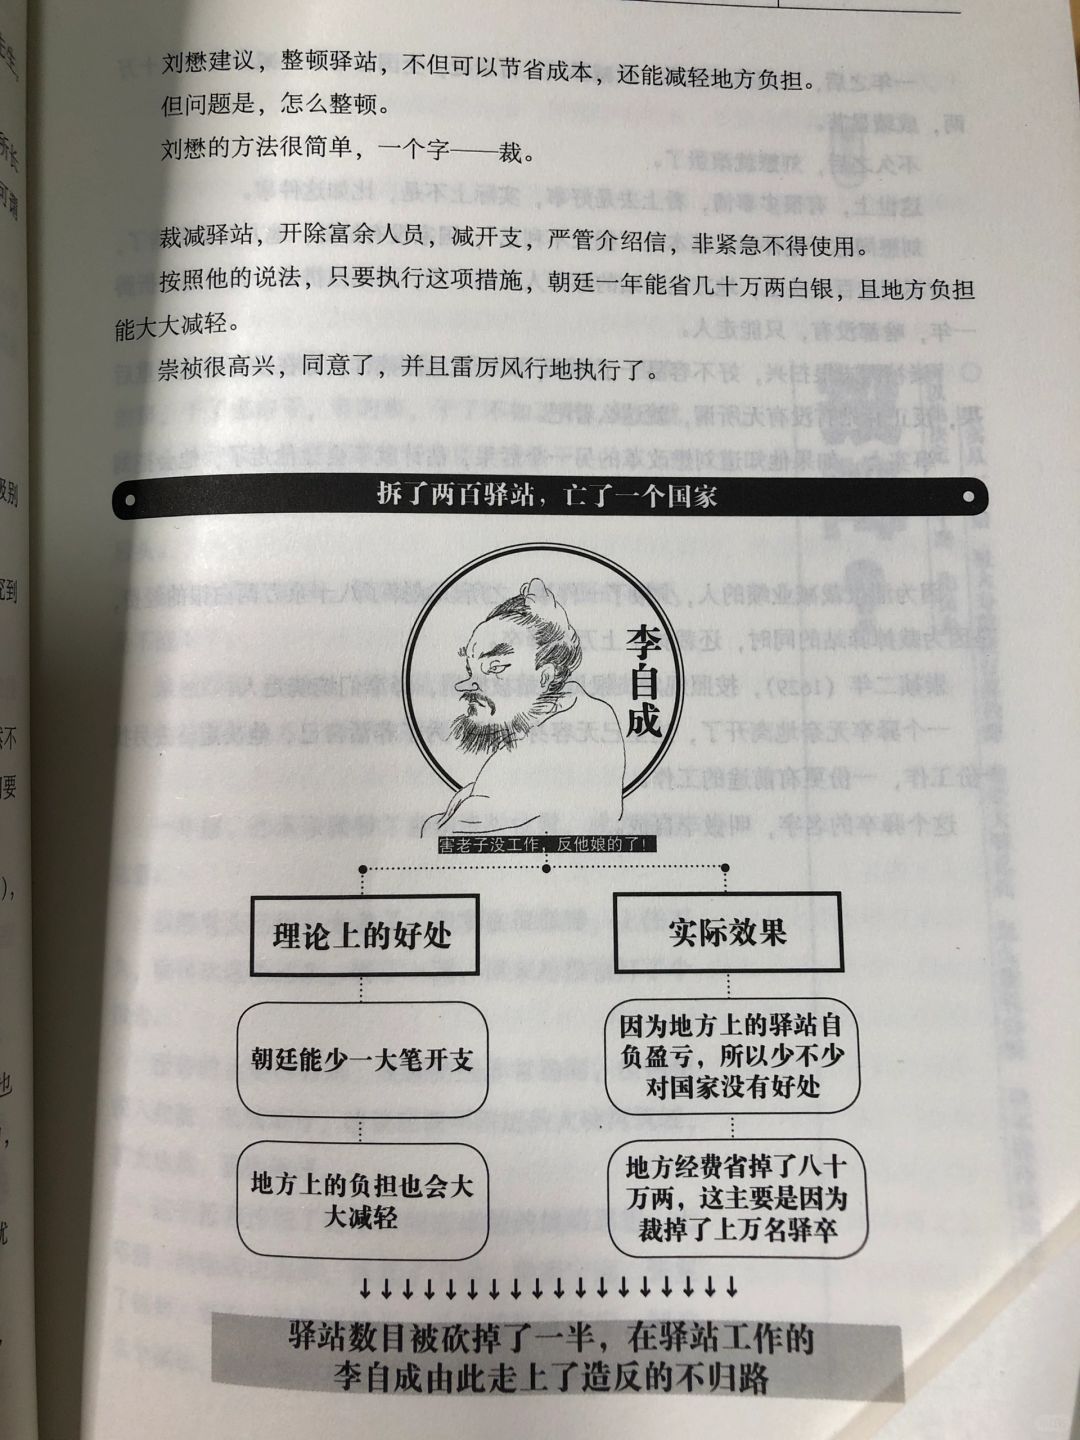 刘懋建议，整顿驿站，不但可以节省成本，还能减轻地方负担。
但问题是，怎么整顿。
刘懋的方法很简单，一个字——裁。
裁减驿站，开除富余人员，减开支，严管介绍信，非紧急不得使用。
按照他的说法，只要执行这项措施，朝廷一年能省几十万两白银，且地方负担
能大大减轻。
崇祯很高兴，同意了，并且雷厉风行地执行了。
拆了两百驿站，亡了一个国家
李自成
害老子没工作，反他娘的了！
理论上的好处
朝廷能少一大笔开支
地方上的负担也会大
大减轻
实际效果
因为地方上的驿站自
负盈亏，所以少不少
对国家没有好处
地方经费省掉了八十
万两，这主要是因为
裁掉了上万名驿卒
驿站数目被砍掉了一半，在驿站工作的
李自成由此走上了造反的不归路